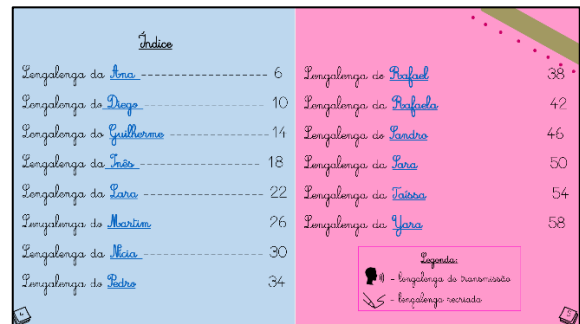 Índice
Lengalenga da Ana ---------------- 6
Lengalenga do Diego ---------------- 10
Lengalenga do Guilherme ------------- 14
Lengalenga da Inês ---------------- 18
Lengalenga da Lara ---------------- 22
Lengalenga do Martim 26
Lengalenga da Nicia ---------------- 30
Lengalenga do Pedro 34
4
Lengalenga do Rafael 38
Lengalenga da Rafaela 42
Lengalenga do Sandro 46
Lengalenga da Sara 50
Lengalenga da Taíssa 54
Lengalenga da Yara 58
Legenda:
- lengalenga de transmissão
- lengalenga recriada
5